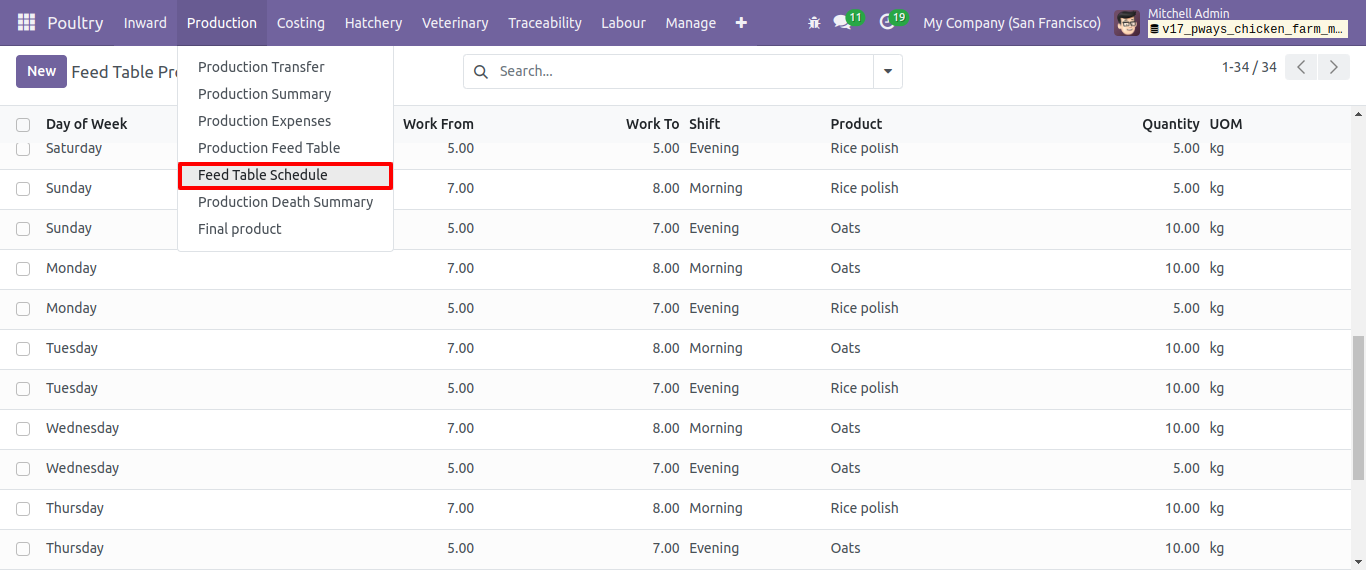 Poultry Inward Production Costing Hatchery Veterinary Traceability Labour Manage 11 19 My Company (San Francisco) Mitchell Admin
v17_pways_chicken_farm_m...
New Feed Table Pro Search... 1-34 / 34
Production Transfer
Production Summary
Production Expenses
Production Feed Table
Feed Table Schedule
Production Death Summary
Final product
Day of Week Work From Work To Shift Product Quantity UOM
Saturday 5.00 5.00 Evening Rice polish 5.00 kg
Sunday 7.00 8.00 Morning Rice polish 5.00 kg
Sunday 5.00 7.00 Evening Oats 10.00 kg
Monday 7.00 8.00 Morning Oats 10.00 kg
Monday 5.00 7.00 Evening Rice polish 5.00 kg
Tuesday 7.00 8.00 Morning Oats 10.00 kg
Tuesday 5.00 7.00 Evening Rice polish 10.00 kg
Wednesday 7.00 8.00 Morning Oats 10.00 kg
Wednesday 5.00 7.00 Evening Oats 5.00 kg
Thursday 7.00 8.00 Morning Rice polish 10.00 kg
Thursday 5.00 7.00 Evening Oats 10.00 kg